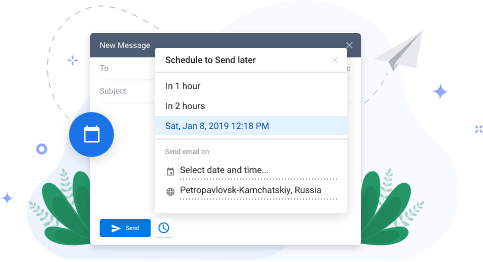 New Message
Schedule to Send later
To
In 1 hour
Subject
In 2 hours
Sat, Jan 8, 2019 12:18 PM
Send email on:
Select date and time...
Petropavlovsk-Kamchatskiy, Russia
Send